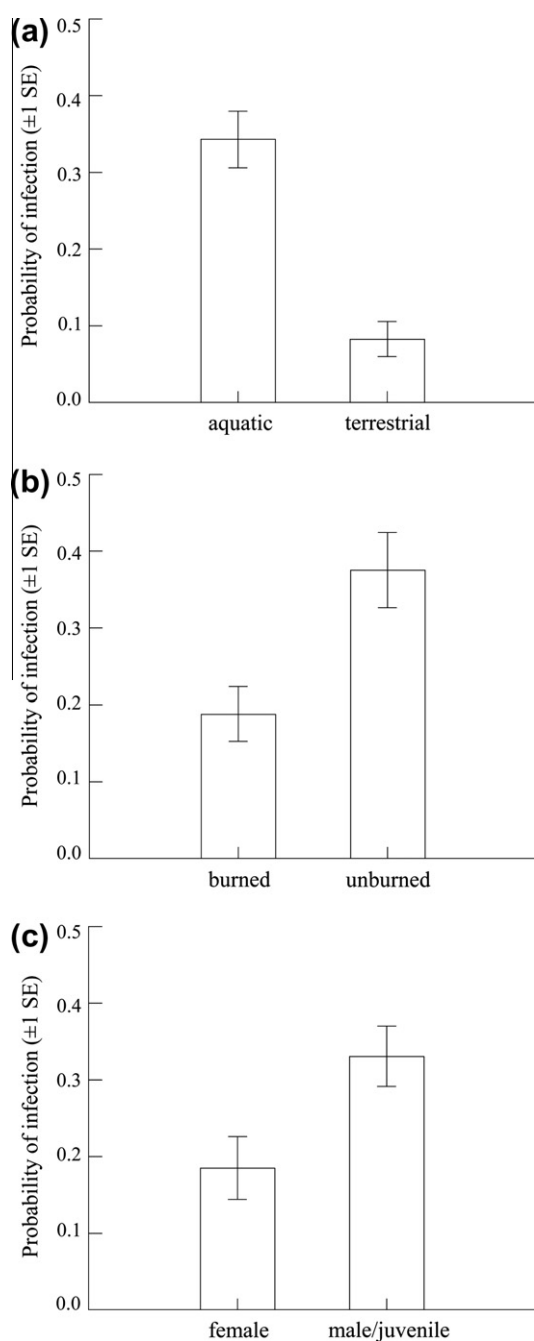 (a)
Probability of infection (±1 SE)
0.5
0.4
0.3
0.2
0.1
0.0
aquatic
terrestrial
(b)
Probability of infection (±1 SE)
0.5
0.4
0.3
0.2
0.1
0.0
burned
unburned
(c)
Probability of infection (±1 SE)
0.5
0.4
0.3
0.2
0.1
0.0
female
male/juvenile